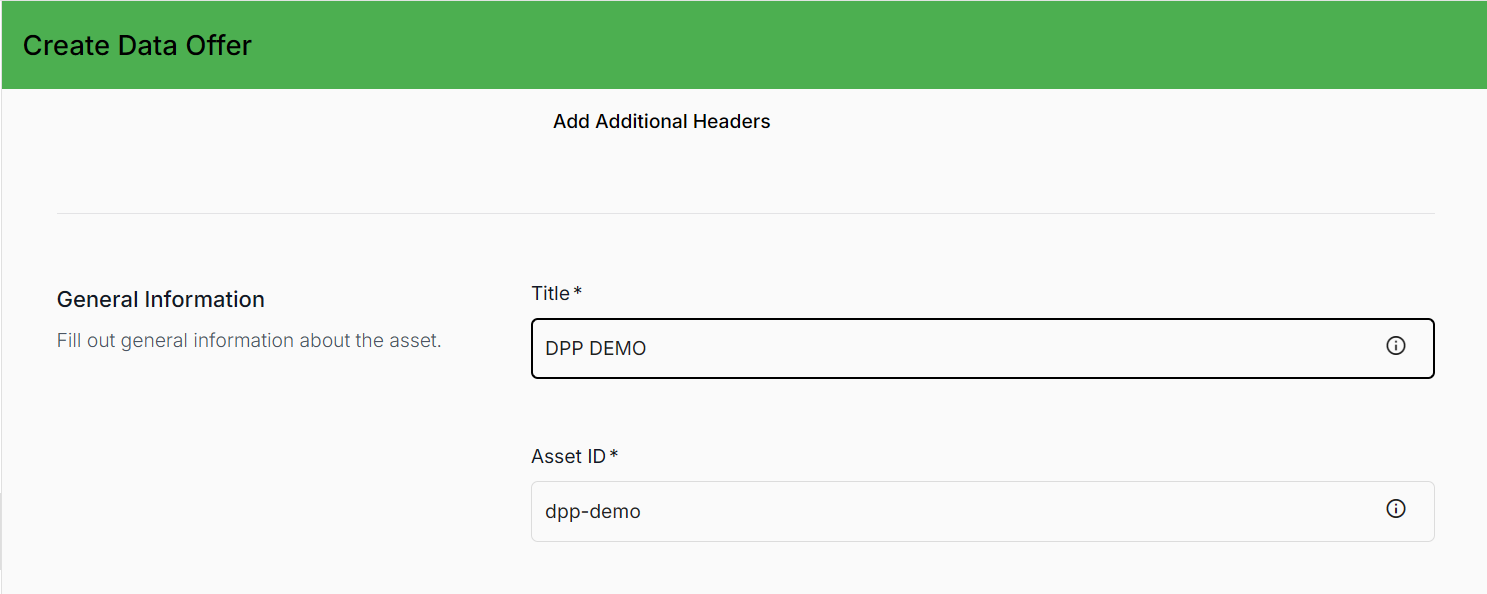 Create Data Offer
Add Additional Headers
General Information
Fill out general information about the asset.
Title*
DPP DEMO
Asset ID*
dpp-demo